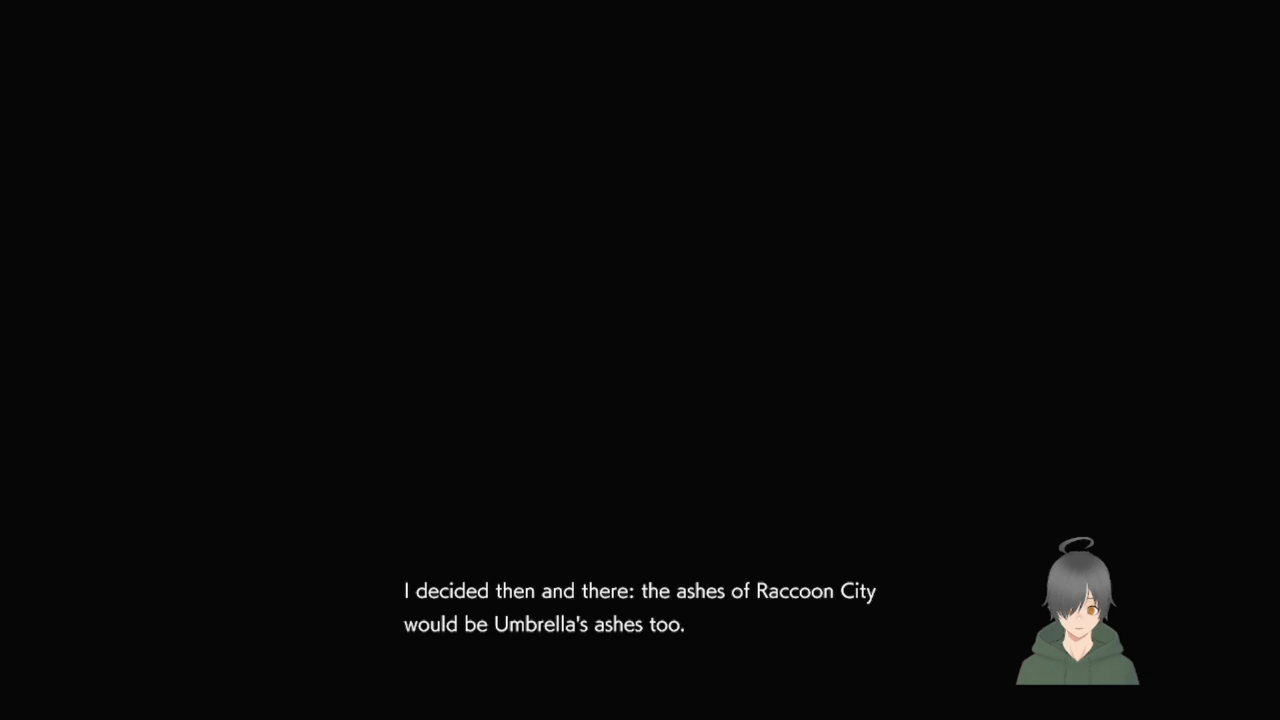 I decided then and there: the ashes of Raccoon City
would be Umbrella's ashes too.